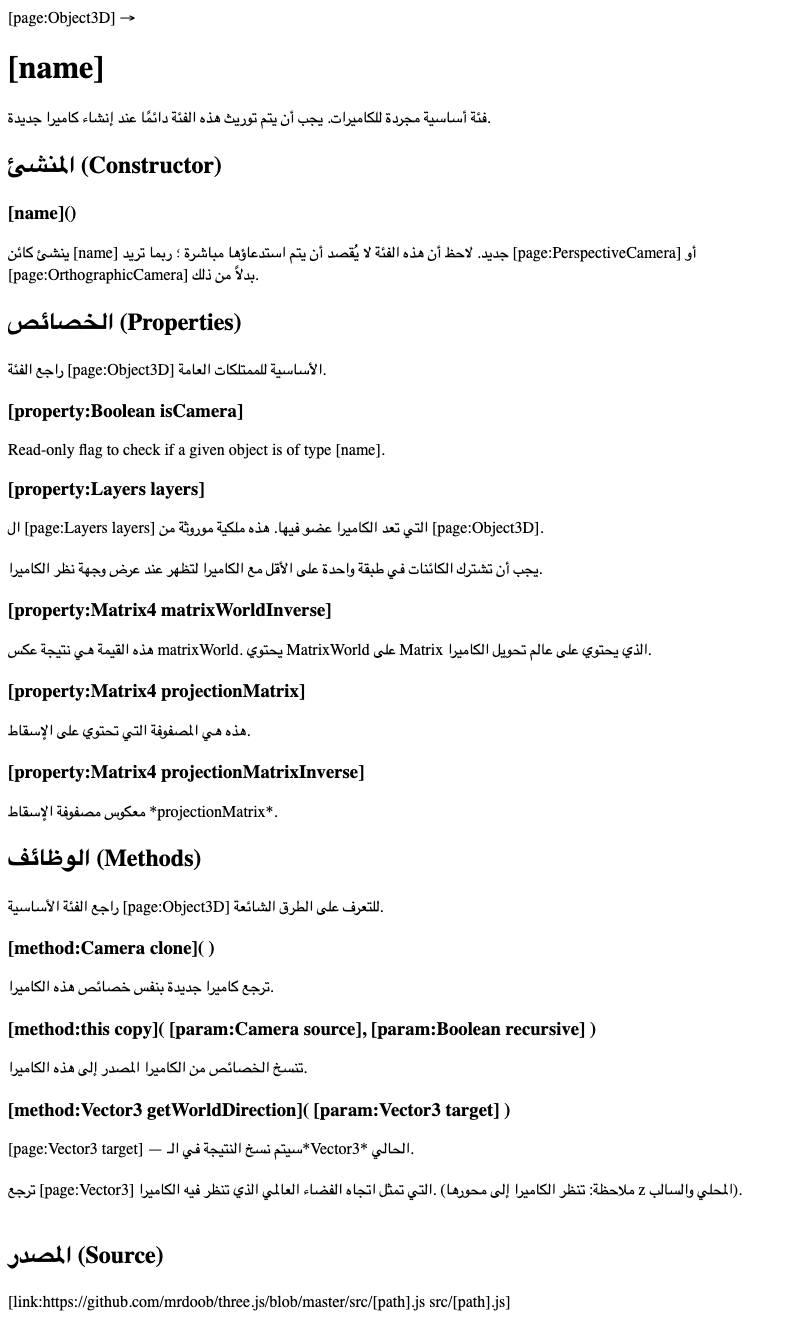 [page:Object3D] →
[name]
فئة أساسية مجردة للكاميرات. يجب أن يتم توريث هذه الفئة دائمًا عند إنشاء كاميرا جديدة.
المنشئ (Constructor)
[name]()
ينشئ كائن [name] جديد. لاحظ أن هذه الفئة لا يُقصد أن يتم استدعاؤها مباشرة ؛ ربما تريد [page:PerspectiveCamera] أو
[page:OrthographicCamera] بدلاً من ذلك.
الخصائص (Properties)
راجع الفئة [page:Object3D] الأساسية للممتلكات العامة.
[property:Boolean isCamera]
Read-only flag to check if a given object is of type [name].
[property:Layers layers]
ال [page:Layers layers] التي تعد الكاميرا عضو فيها. هذه ملكية موروثة من [page:Object3D].
يجب أن تشترك الكائنات في طبقة واحدة على الأقل مع الكاميرا لتظهر عند عرض وجهة نظر الكاميرا.
[property:Matrix4 matrixWorldInverse]
هذه القيمة هي نتيجة عكس matrixWorld. يحتوي MatrixWorld على Matrix الذي يحتوي على عالم تحويل الكاميرا.
[property:Matrix4 projectionMatrix]
هذه هي المصفوفة التي تحتوي على الإسقاط.
[property:Matrix4 projectionMatrixInverse]
معكوس مصفوفة الإسقاط *projectionMatrix*.
الوظائف (Methods)
راجع الفئة الأساسية [page:Object3D] للتعرف على الطرق الشائعة.
[method:Camera clone]( )
ترجع كاميرا جديدة بنفس خصائص هذه الكاميرا.
[method:this copy]( [param:Camera source], [param:Boolean recursive] )
تنسخ الخصائص من الكاميرا المصدر إلى هذه الكاميرا.
[method:Vector3 getWorldDirection]( [param:Vector3 target] )
[page:Vector3 target] — سيتم نسخ النتيجة في الـ*Vector3* الحالي.
ترجع [page:Vector3] التي تمثل اتجاه الفضاء العالمي الذي تنظر فيه الكاميرا. (ملاحظة: تنظر الكاميرا إلى محورها z المحلي والسالب).
المصدر (Source)
[link:https://github.com/mrdoob/three.js/blob/master/src/[path].js src/[path].js]